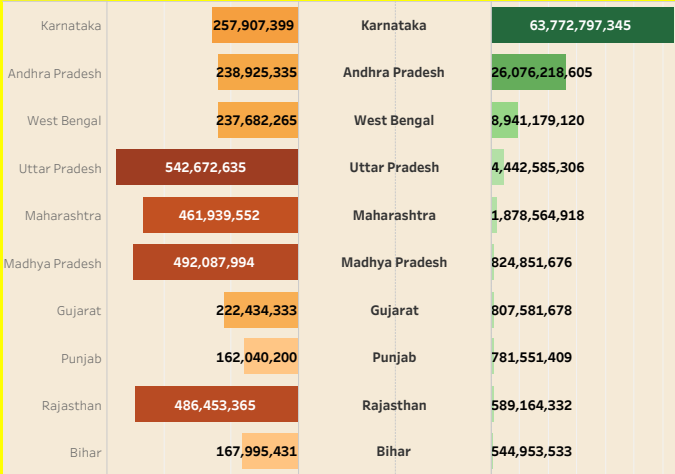 Karnataka 257,907,399 Karnataka 63,772,797,345
Andhra Pradesh 238,925,335 Andhra Pradesh 26,076,218,605
West Bengal 237,682,265 West Bengal 8,941,179,120
Uttar Pradesh 542,672,635 Uttar Pradesh 4,442,585,306
Maharashtra 461,939,552 Maharashtra 1,878,564,918
Madhya Pradesh 492,087,994 Madhya Pradesh 824,851,676
Gujarat 222,434,333 Gujarat 807,581,678
Punjab 162,040,200 Punjab 781,551,409
Rajasthan 486,453,365 Rajasthan 589,164,332
Bihar 167,995,431 Bihar 544,953,533